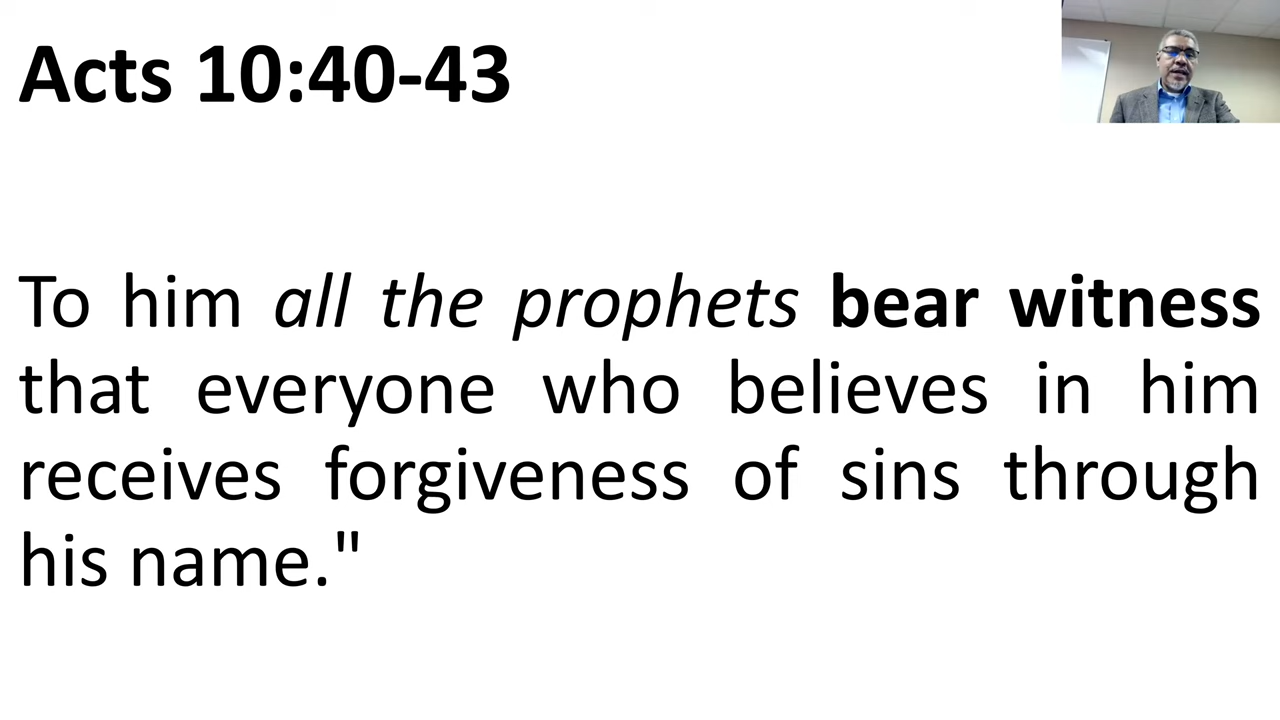 Acts 10:40-43
To him all the prophets bear witness
that everyone who believes in him
receives forgiveness of sins through
his name."